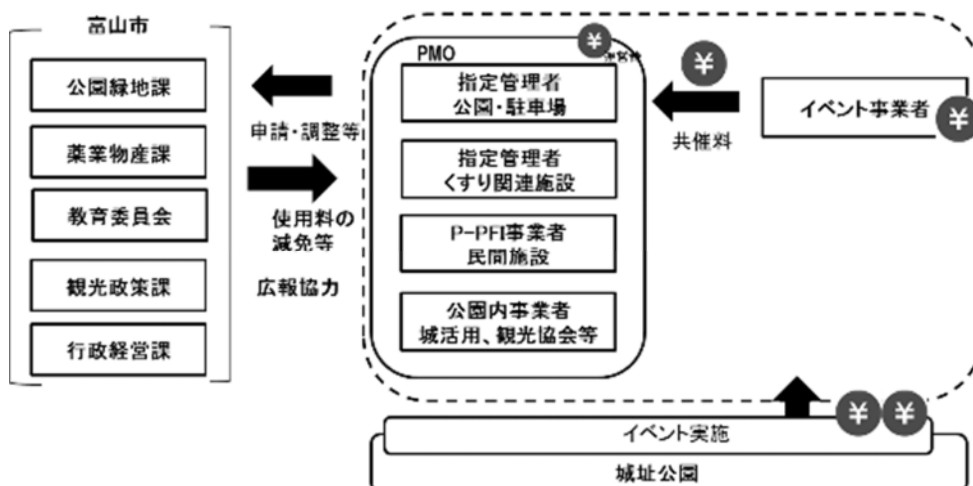 富山市
公園緑地課
薬業物産課
教育委員会
観光政策課
行政経営課
申請・調整等
使用料の
減免等
広報協力
PMO
¥
指定管理者
公園・駐車場
指定管理者
くすり関連施設
P-PFI事業者
民間施設
公園内事業者
城活用、観光協会等
¥
共催料
イベント事業者
¥
¥ ¥
イベント実施
城址公園